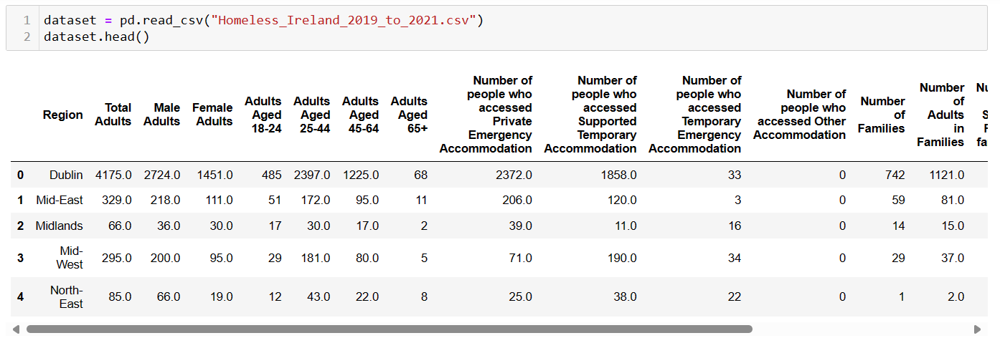 1 dataset = pd.read_csv("Homeless_Ireland_2019_to_2021.csv")
2 dataset.head()
Region Total Adults Male Adults Female Adults Adults Aged 18-24 Adults Aged 25-44 Adults Aged 45-64 Adults Aged 65+ Number of people who accessed Private Emergency Accommodation Number of people who accessed Supported Temporary Accommodation Number of people who accessed Temporary Emergency Accommodation Number of people who accessed Other Accommodation Number of Families Number of Adults in Families
0 Dublin 4175.0 2724.0 1451.0 485 2397.0 1225.0 68 2372.0 1858.0 33 0 742 1121.0
1 Mid-East 329.0 218.0 111.0 51 172.0 95.0 11 206.0 120.0 3 0 59 81.0
2 Midlands 66.0 36.0 30.0 17 30.0 17.0 2 39.0 11.0 16 0 14 15.0
3 Mid-West 295.0 200.0 95.0 29 181.0 80.0 5 71.0 190.0 34 0 29 37.0
4 North-East 85.0 66.0 19.0 12 43.0 22.0 8 25.0 38.0 22 0 1 2.0